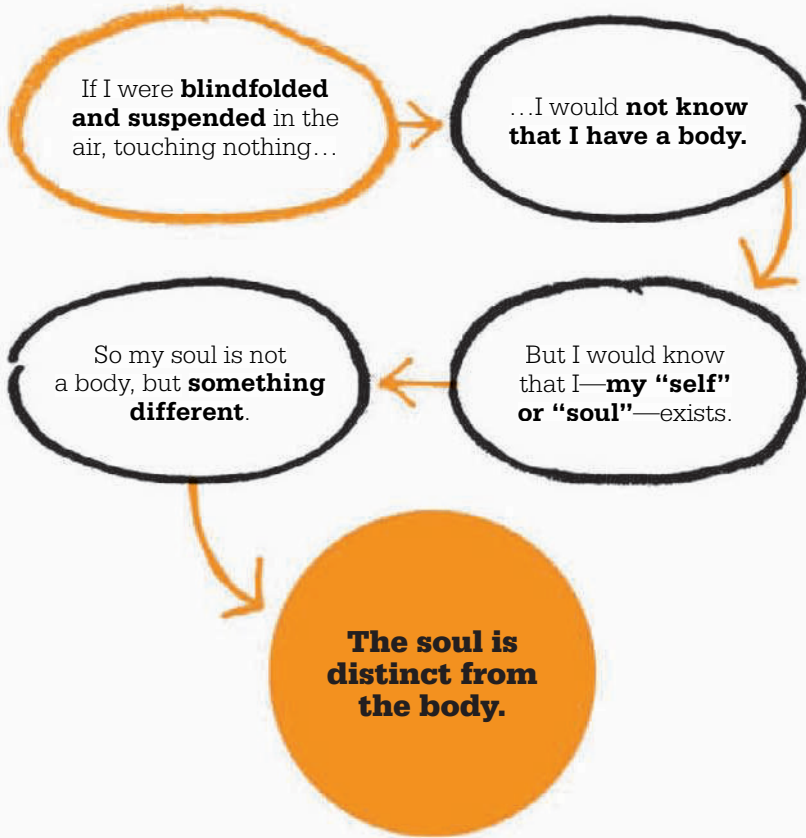 If I were blindfolded
and suspended in the
air, touching nothing…
…I would not know
that I have a body.
But I would know
that I—my “self”
or “soul”—exists.
So my soul is not
a body, but something
different.
The soul is
distinct from
the body.